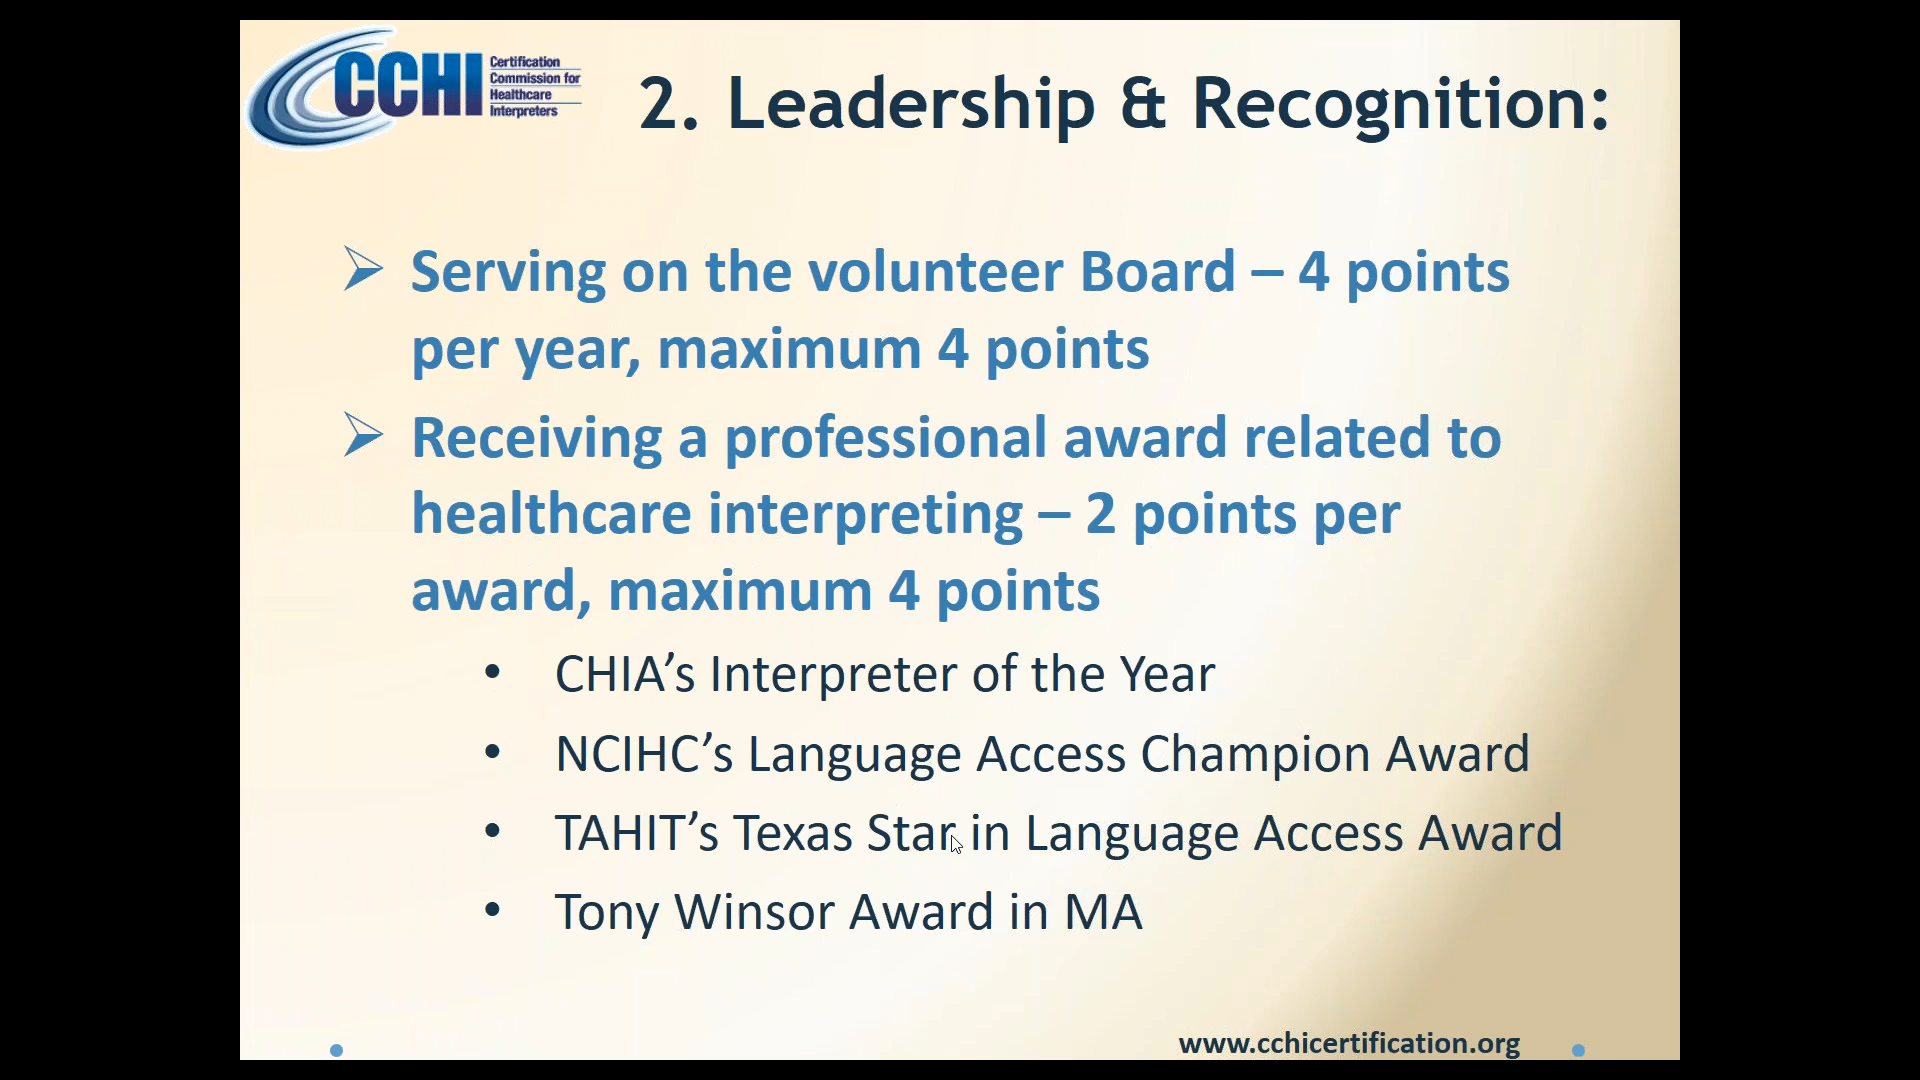 CCHI
Certification
Commission for
Healthcare
Interpreters
2. Leadership & Recognition:
➢ Serving on the volunteer Board – 4 points
per year, maximum 4 points
➢ Receiving a professional award related to
healthcare interpreting – 2 points per
award, maximum 4 points
• CHIA’s Interpreter of the Year
• NCIHC’s Language Access Champion Award
• TAHIT’s Texas Star in Language Access Award
• Tony Winsor Award in MA
www.cchicertification.org